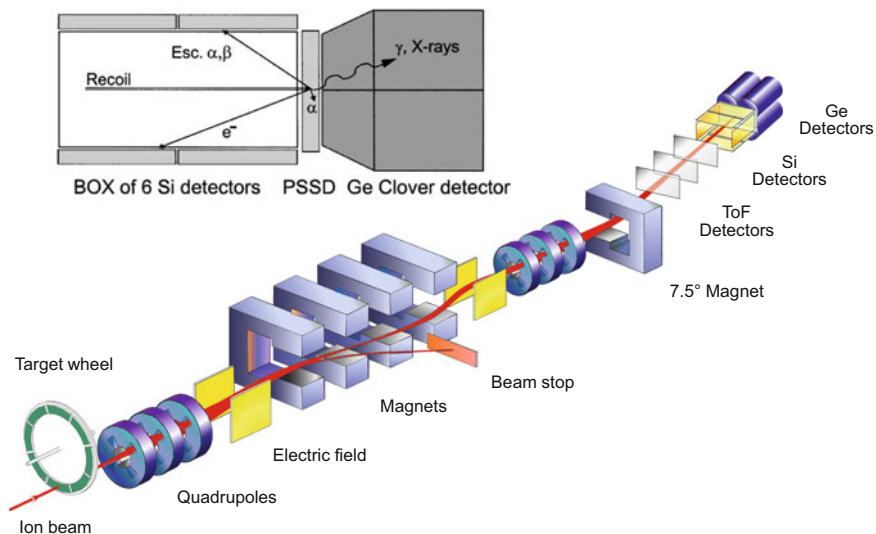 Esc. α,β
γ, X-rays
Recoil
α
e⁻
BOX of 6 Si detectors PSSD Ge Clover detector
Ge
Detectors
Si
Detectors
ToF
Detectors
7.5° Magnet
Target wheel
Beam stop
Magnets
Electric field
Quadrupoles
Ion beam